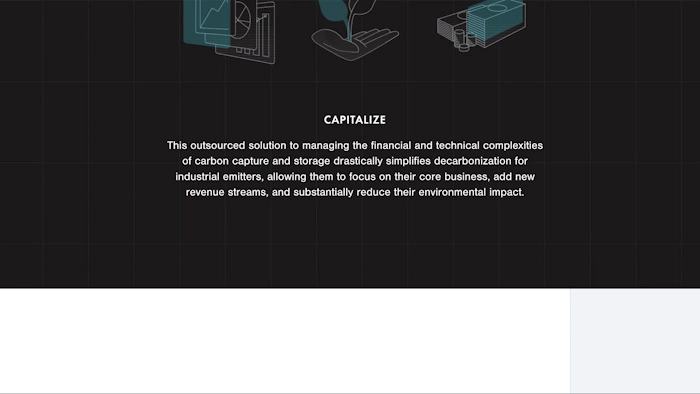 CAPITALIZE
This outsourced solution to managing the financial and technical complexities
of carbon capture and storage drastically simplifies decarbonization for
industrial emitters, allowing them to focus on their core business, add new
revenue streams, and substantially reduce their environmental impact.